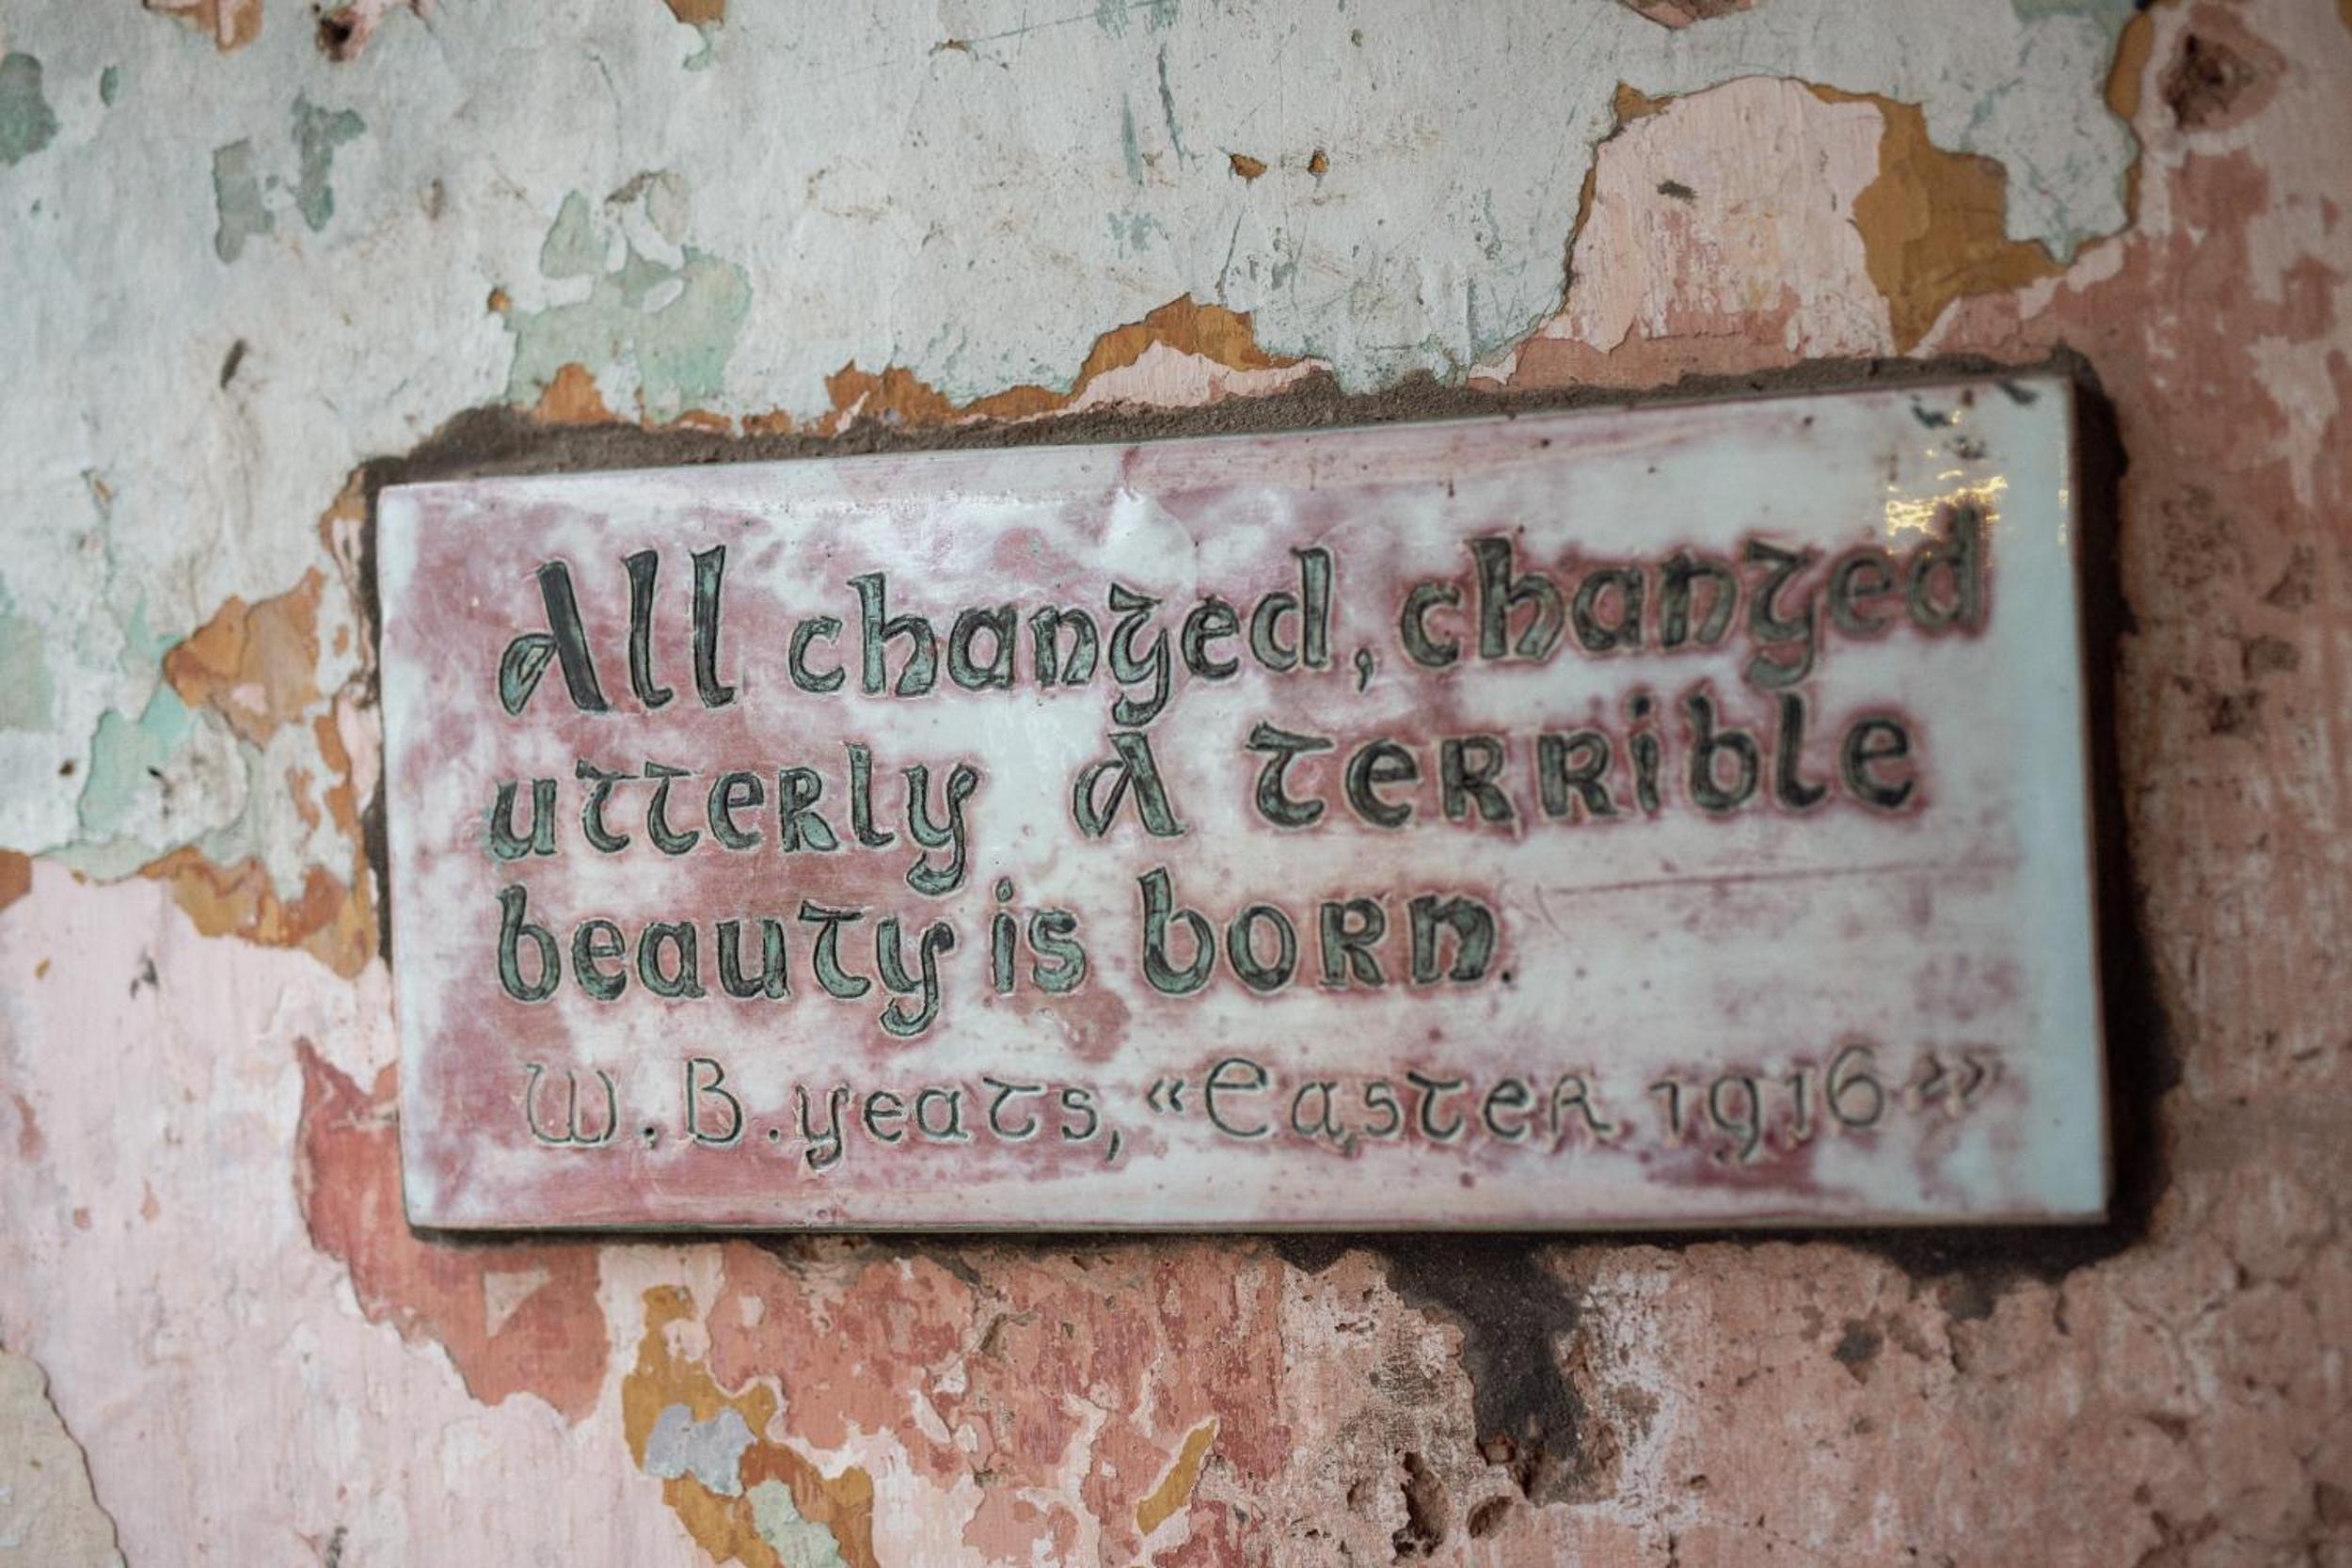 All changed, changed
utterly A terrible
beauty is born.
W.B. yeats, «Easter 1916»